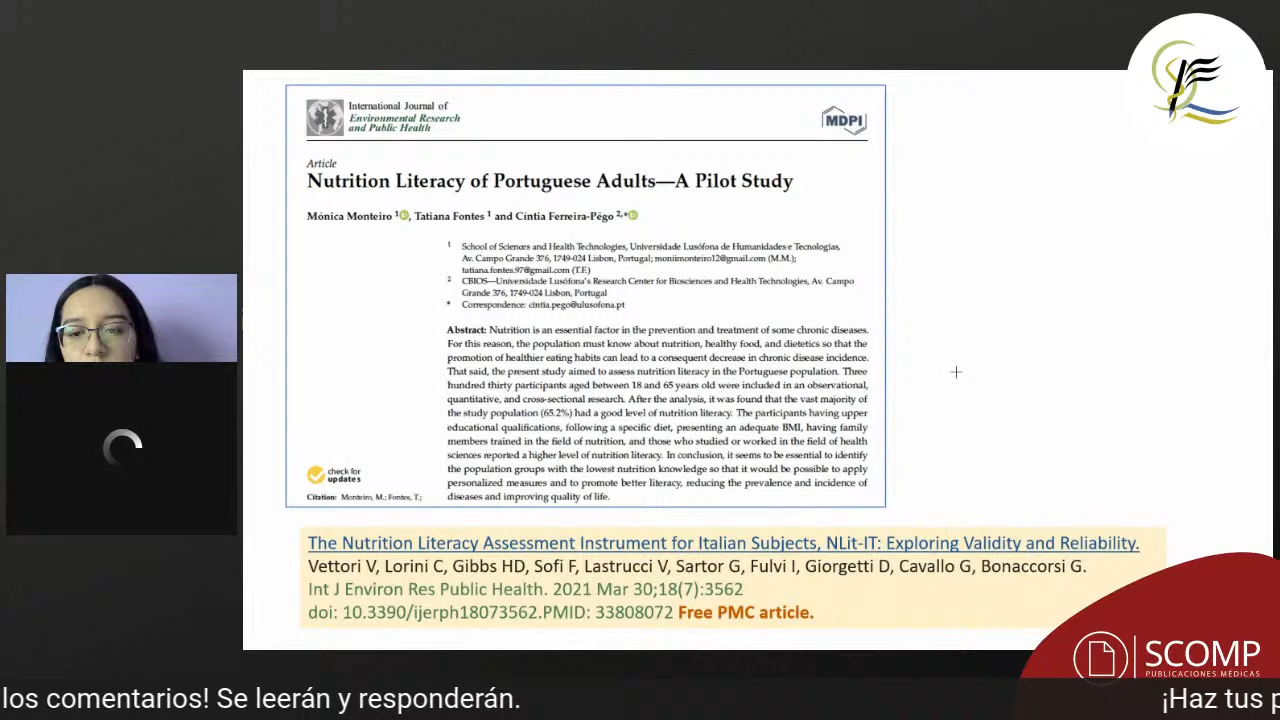 International Journal of
Environmental Research
and Public Health
MDPI
Article
Nutrition Literacy of Portuguese Adults—A Pilot Study
Mónica Monteiro 1, Tatiana Fontes 1 and Cíntia Ferreira-Pêgo 2,*
1 School of Sciences and Health Technologies, Universidade Lusófona de Humanidades e Tecnologias,
Av. Campo Grande 376, 1749-024 Lisbon, Portugal; moniimonteiro12@gmail.com (M.M.);
tatiana.fontes.97@gmail.com (T.F.)
2 CBIOS—Universidade Lusófona's Research Center for Biosciences and Health Technologies, Av. Campo
Grande 376, 1749-024 Lisbon, Portugal
* Correspondence: cintia.pego@ulusofona.pt
Abstract: Nutrition is an essential factor in the prevention and treatment of some chronic diseases.
For this reason, the population must know about nutrition, healthy food, and dietetics so that the
promotion of healthier eating habits can lead to a consequent decrease in chronic disease incidence.
That said, the present study aimed to assess nutrition literacy in the Portuguese population. Three
hundred thirty participants aged between 18 and 65 years old were included in an observational,
quantitative, and cross-sectional research. After the analysis, it was found that the vast majority of
the study population (65.2%) had a good level of nutrition literacy. The participants having upper
educational qualifications, following a specific diet, presenting an adequate BMI, having family
members trained in the field of nutrition, and those who studied or worked in the field of health
sciences reported a higher level of nutrition literacy. In conclusion, it seems to be essential to identify
the population groups with the lowest nutrition knowledge so that it would be possible to apply
personalized measures and to promote better literacy, reducing the prevalence and incidence of
diseases and improving quality of life.
check for
updates
Citation: Monteiro, M.; Fontes, T.;
The Nutrition Literacy Assessment Instrument for Italian Subjects, NLit-IT: Exploring Validity and Reliability.
Vettori V, Lorini C, Gibbs HD, Sofi F, Lastrucci V, Sartor G, Fulvi I, Giorgetti D, Cavallo G, Bonaccorsi G.
Int J Environ Res Public Health. 2021 Mar 30;18(7):3562
doi: 10.3390/ijerph18073562.PMID: 33808072 Free PMC article.
SCOMP
PUBLICACIONES MÉDICAS
los comentarios! Se leerán y responderán.
¡Haz tus p